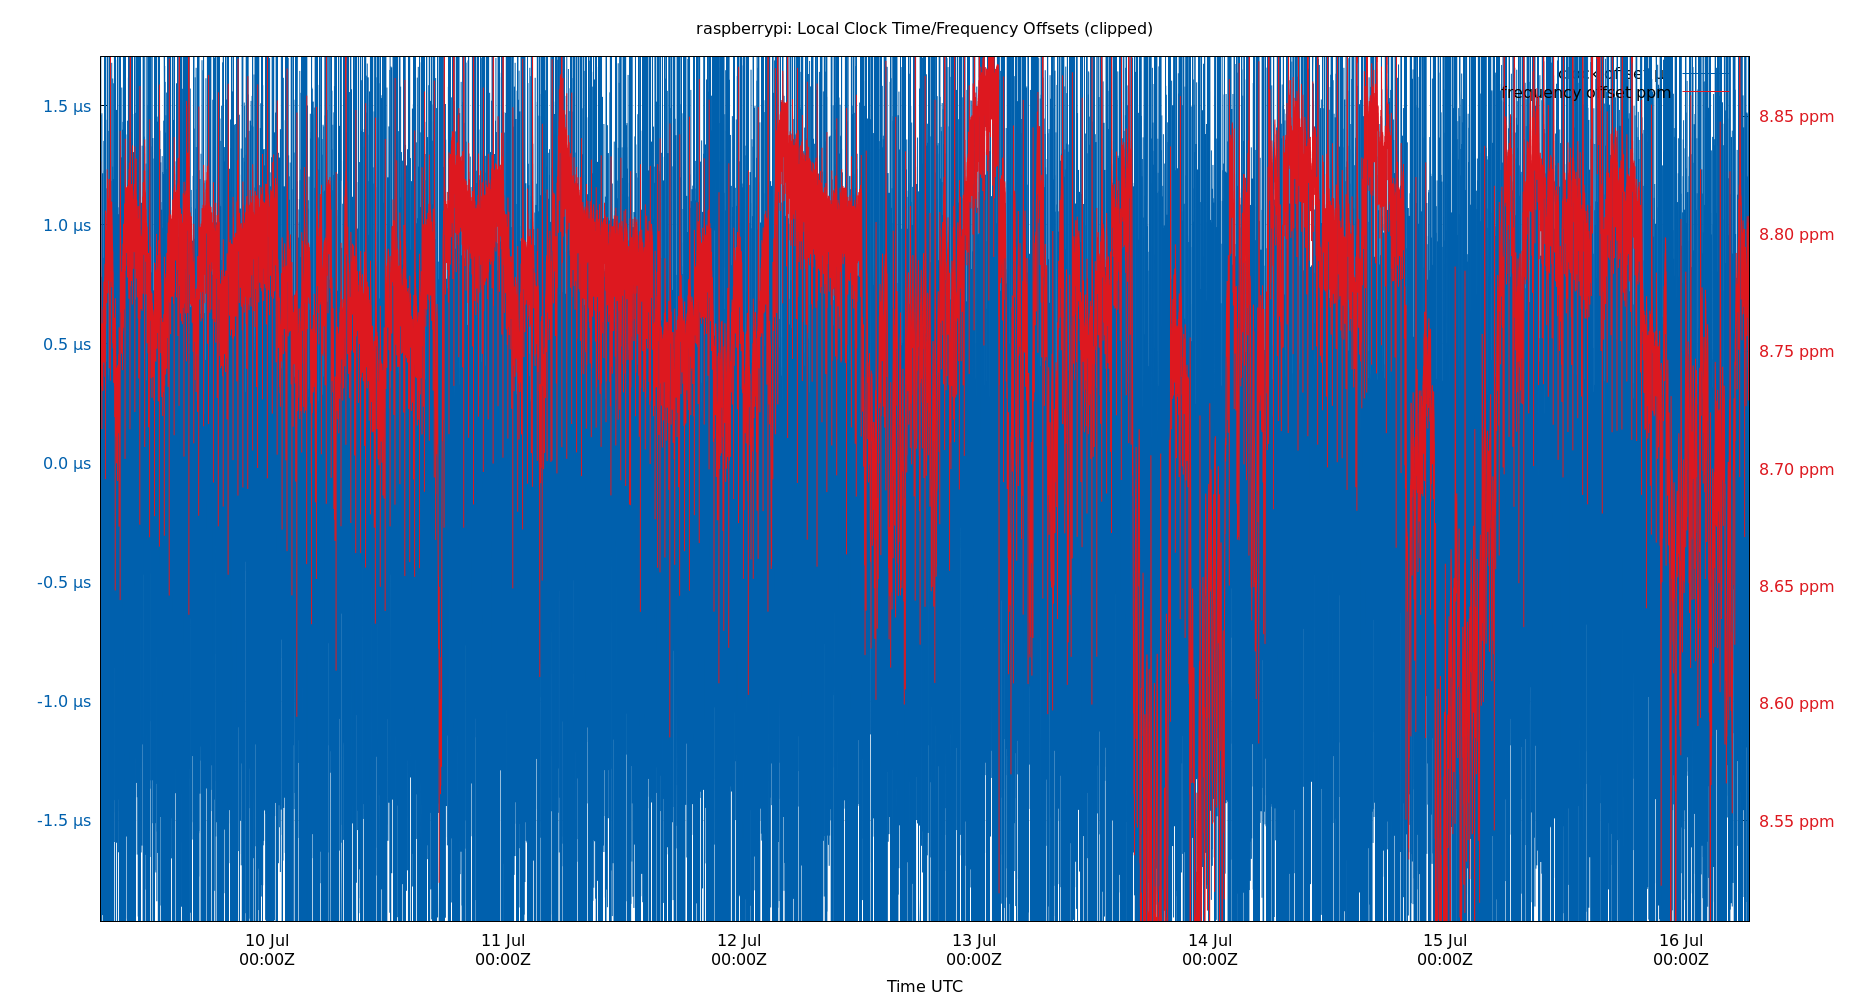 raspberrypi: Local Clock Time/Frequency Offsets (clipped)
frequency offset ppm
1.5 µs
1.0 µs
0.5 µs
0.0 µs
-0.5 µs
-1.0 µs
-1.5 µs
8.85 ppm
8.80 ppm
8.75 ppm
8.70 ppm
8.65 ppm
8.60 ppm
8.55 ppm
10 Jul
00:00Z
11 Jul
00:00Z
12 Jul
00:00Z
13 Jul
00:00Z
14 Jul
00:00Z
15 Jul
00:00Z
16 Jul
00:00Z
Time UTC